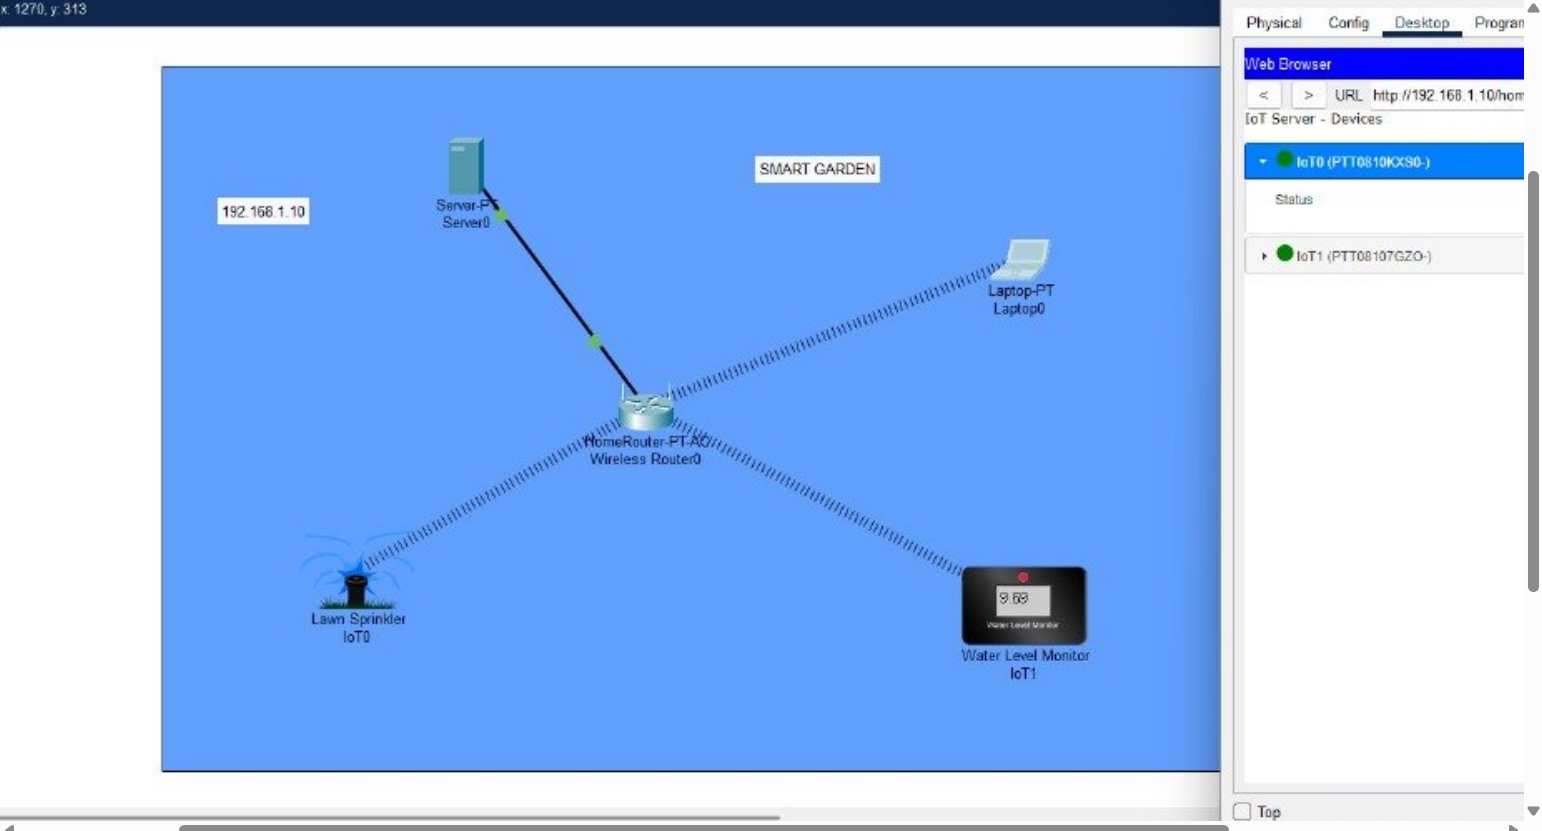 x: 1270, y: 313
SMART GARDEN
192.168.1.10
Server-PT
Server0
Laptop-PT
Laptop0
HomeRouter-PT-AC
Wireless Router0
Lawn Sprinkler
IoT0
9.69
Water Level Monitor
Water Level Monitor
IoT1
Physical Config Desktop Program
Web Browser
< > URL http://192.168.1.10/hom
IoT Server - Devices
IoT0 (PTT0810KXS0-)
Status
IoT1 (PTT08107GZO-)
Top